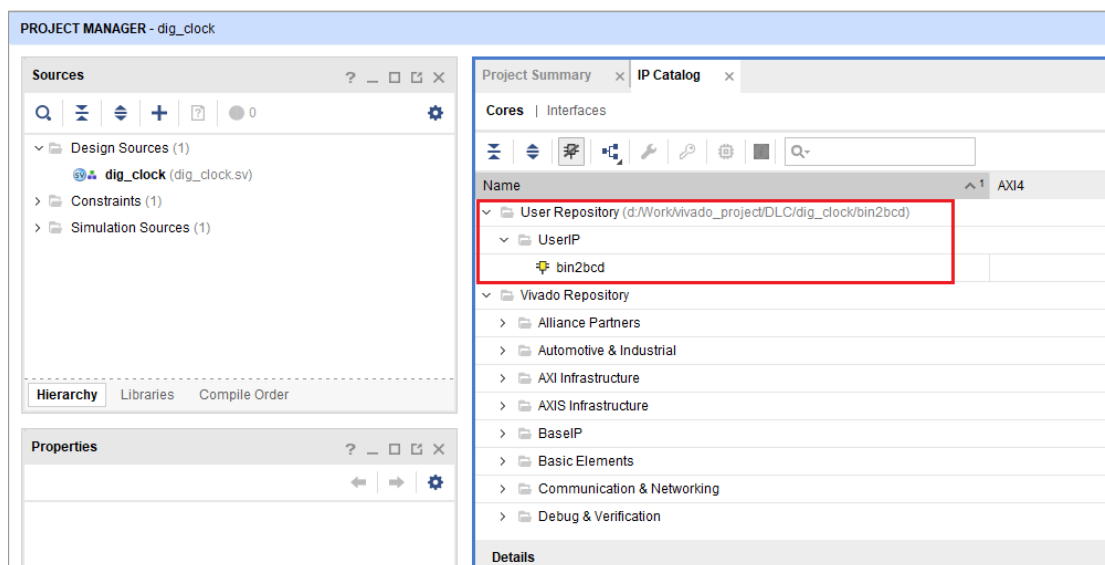 PROJECT MANAGER - dig_clock
Sources
? _
0
Design Sources (1)
SV dig_clock (dig_clock.sv)
Constraints (1)
Simulation Sources (1)
Hierarchy Libraries Compile Order
Properties
? _
Project Summary × IP Catalog ×
Cores | Interfaces
Name ^1 AXI4
User Repository (d:/Work/vivado_project/DLC/dig_clock/bin2bcd)
UserIP
bin2bcd
Vivado Repository
Alliance Partners
Automotive & Industrial
AXI Infrastructure
AXIS Infrastructure
BaseIP
Basic Elements
Communication & Networking
Debug & Verification
Details